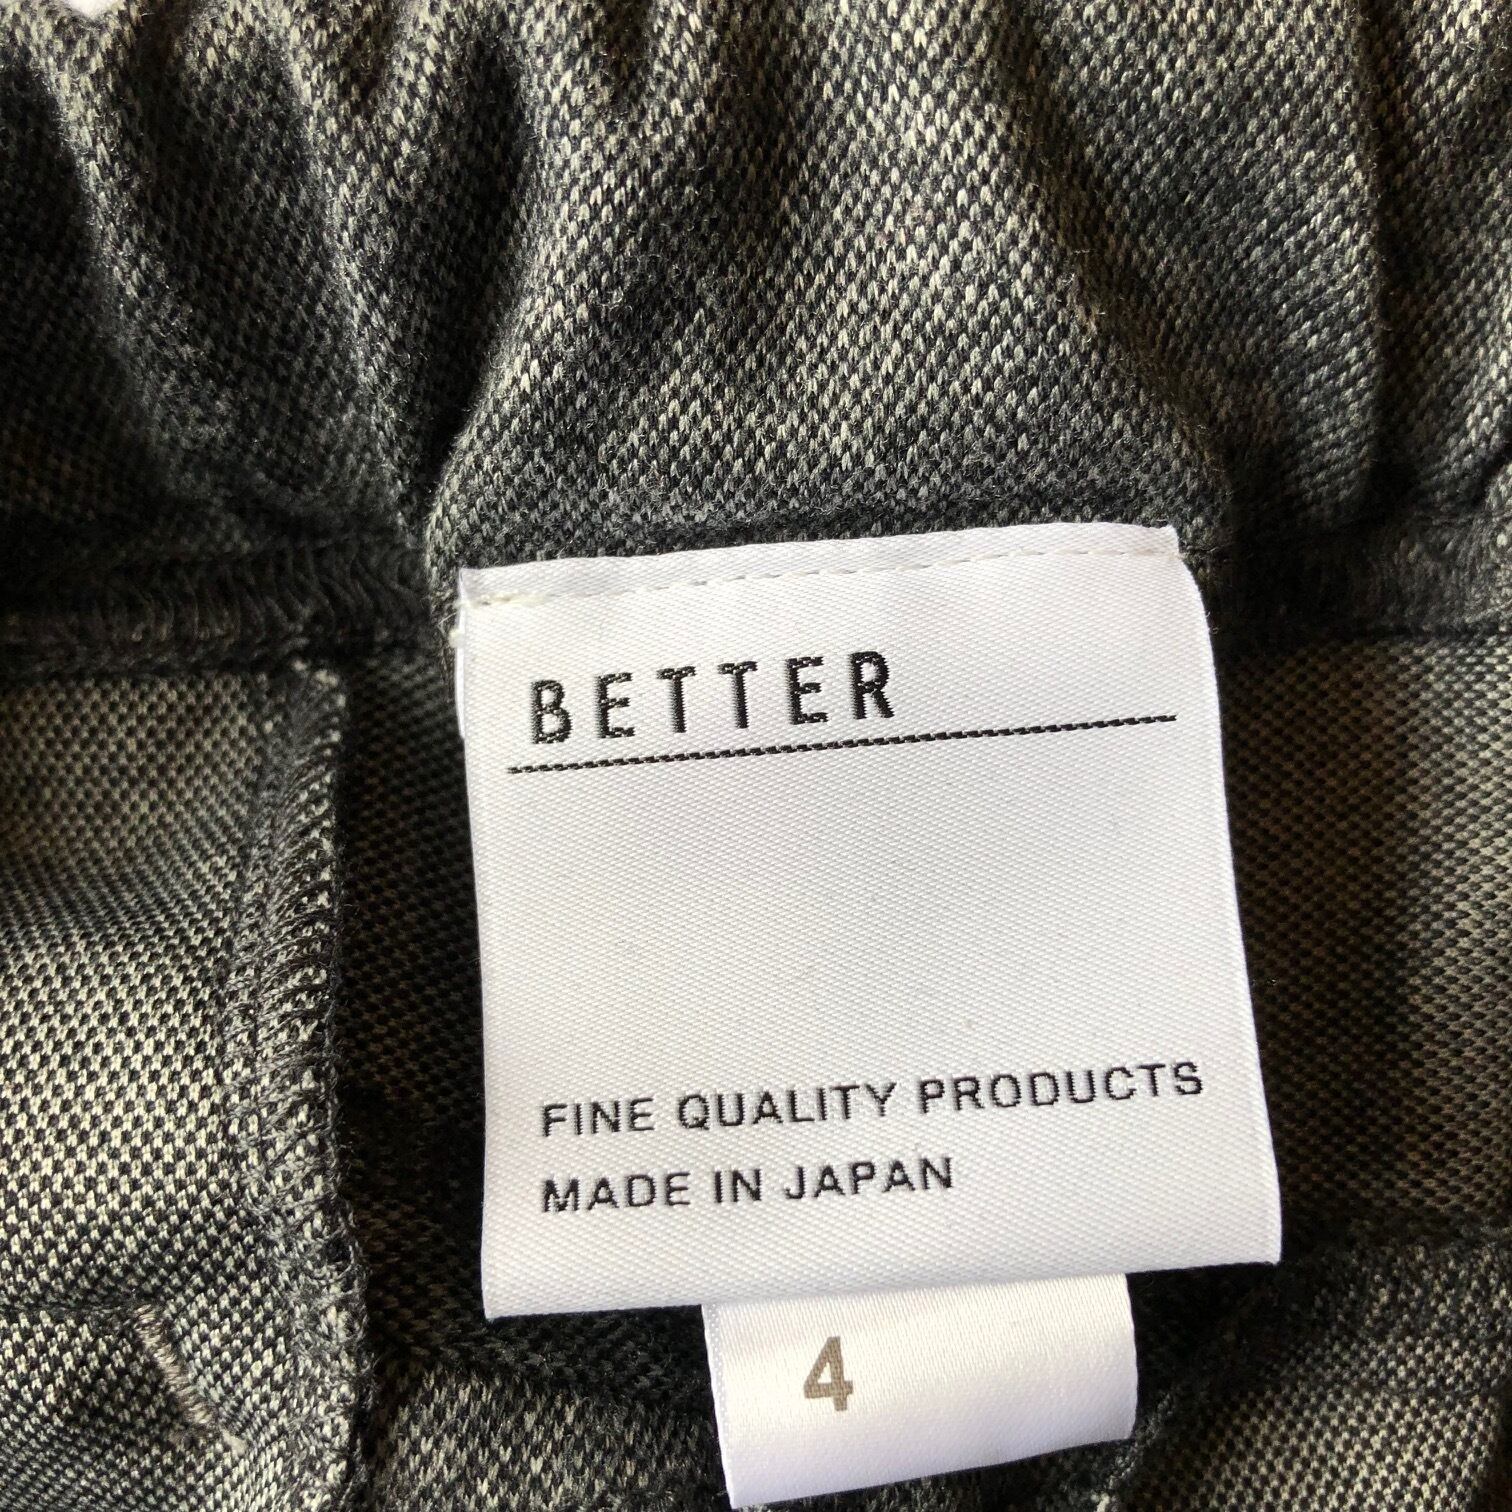 BETTER
FINE QUALITY PRODUCTS
MADE IN JAPAN
4